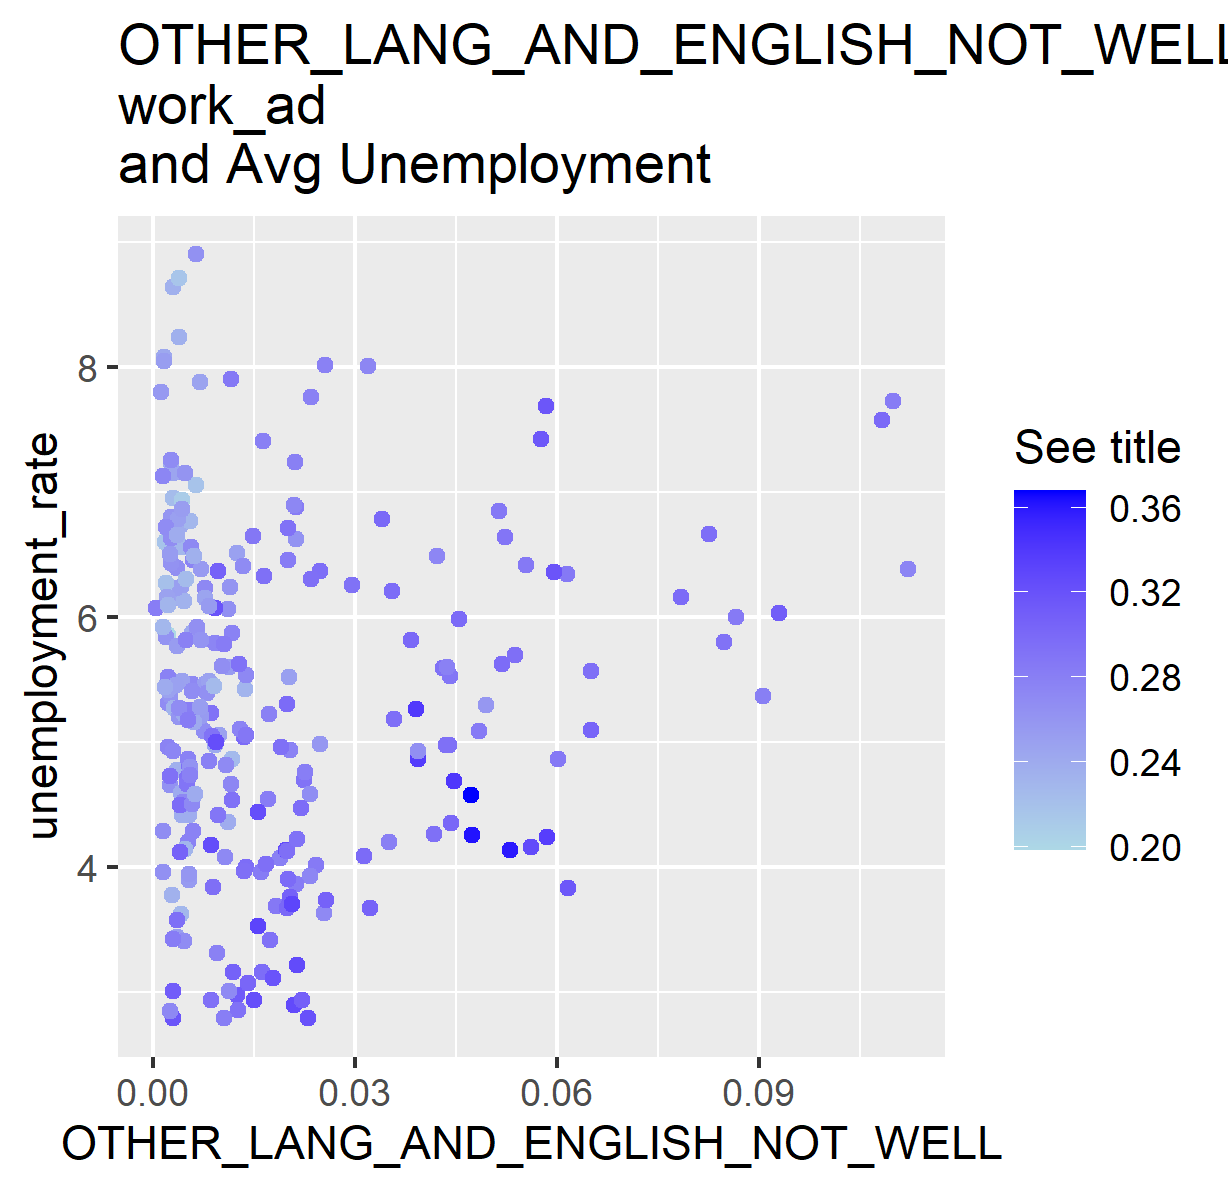 OTHER_LANG_AND_ENGLISH_NOT_WELL
work_ad
and Avg Unemployment
8
6
4
unemployment_rate
0.00 0.03 0.06 0.09
OTHER_LANG_AND_ENGLISH_NOT_WELL
See title
0.36
0.32
0.28
0.24
0.20